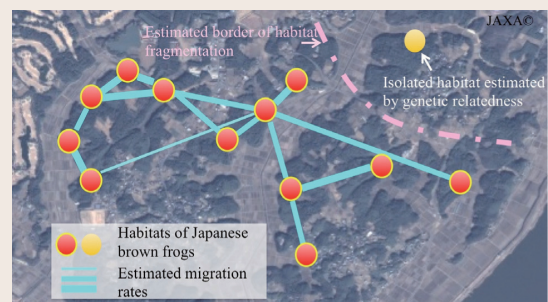 JAXA©
Estimated border of habitat
fragmentation
Isolated habitat estimated
by genetic relatedness
Habitats of Japanese
brown frogs
Estimated migration
rates